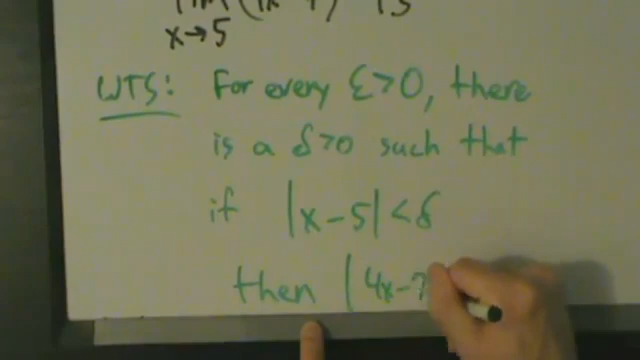 x→5
WTS: For every ε>0, there
is a δ>0 such that
if |x-5|<δ
then |4x-7